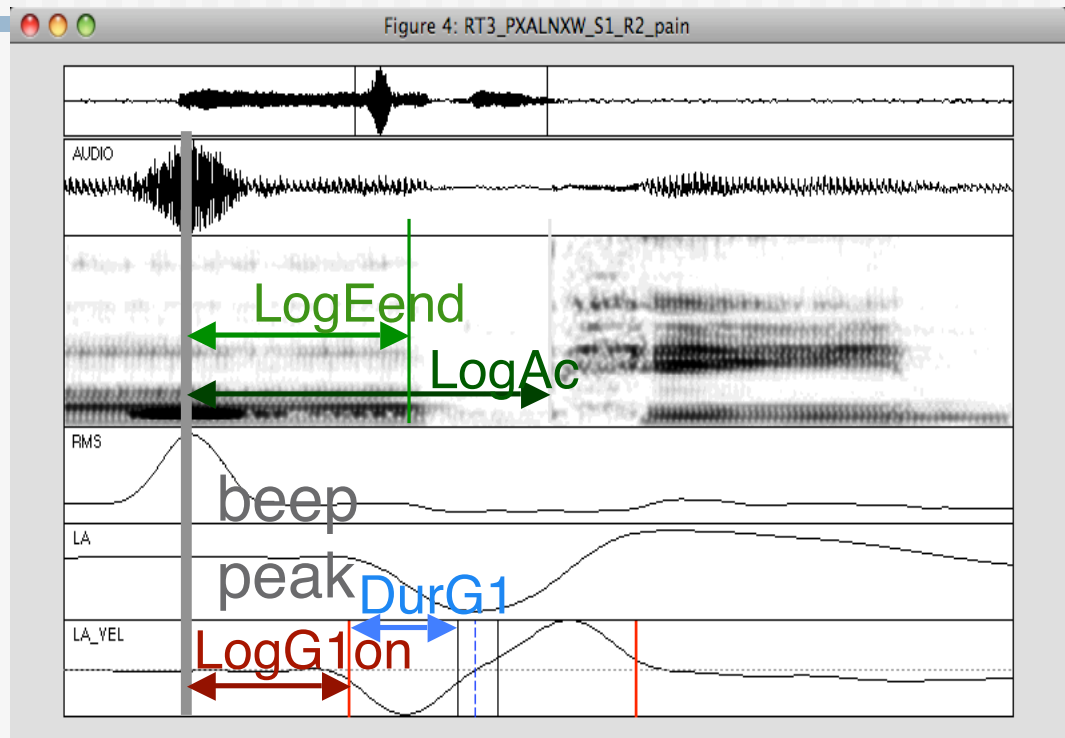 Figure 4: RT3_PXALNXW_S1_R2_pain
AUDIO
LogEend
LogAc
RMS
beep
peak
LA
DurG1
LA_VEL
LogG1on